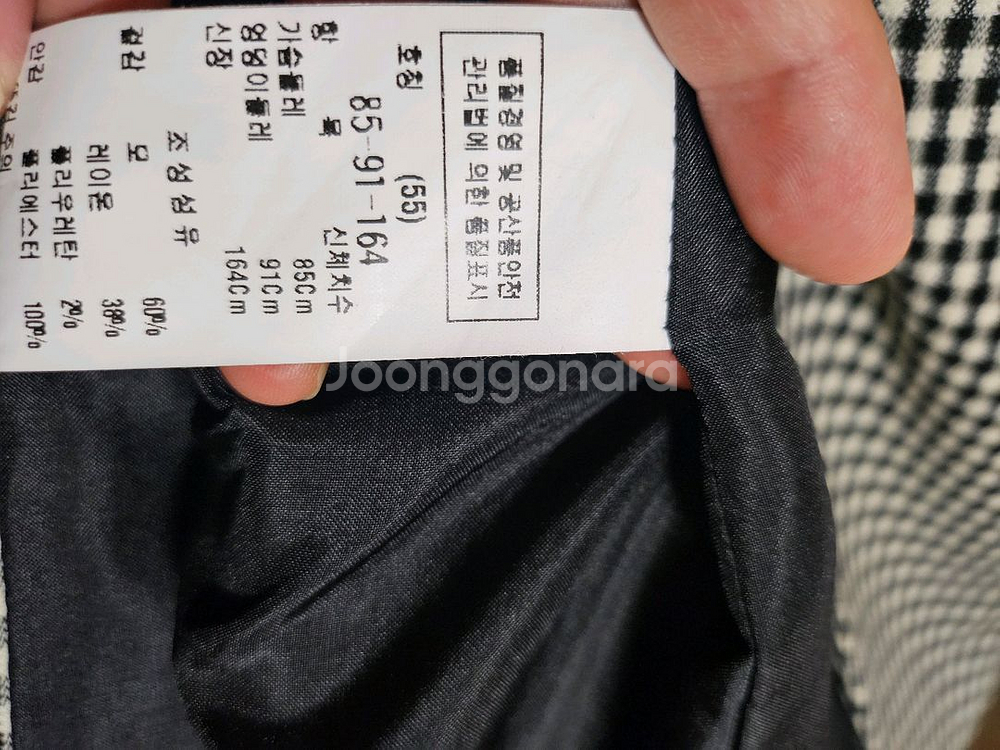 품질경영 및 공산품안전
관리법에 의한 품질표시
호칭 (55)
85-91-164
항 목 신체치수
가슴둘레 85Cm
엉덩이둘레 91Cm
신장 164Cm
조성섬유
겉감 모 60%
레이온 38%
폴리우레탄 2%
안감 폴리에스터 100%
Joonggonara